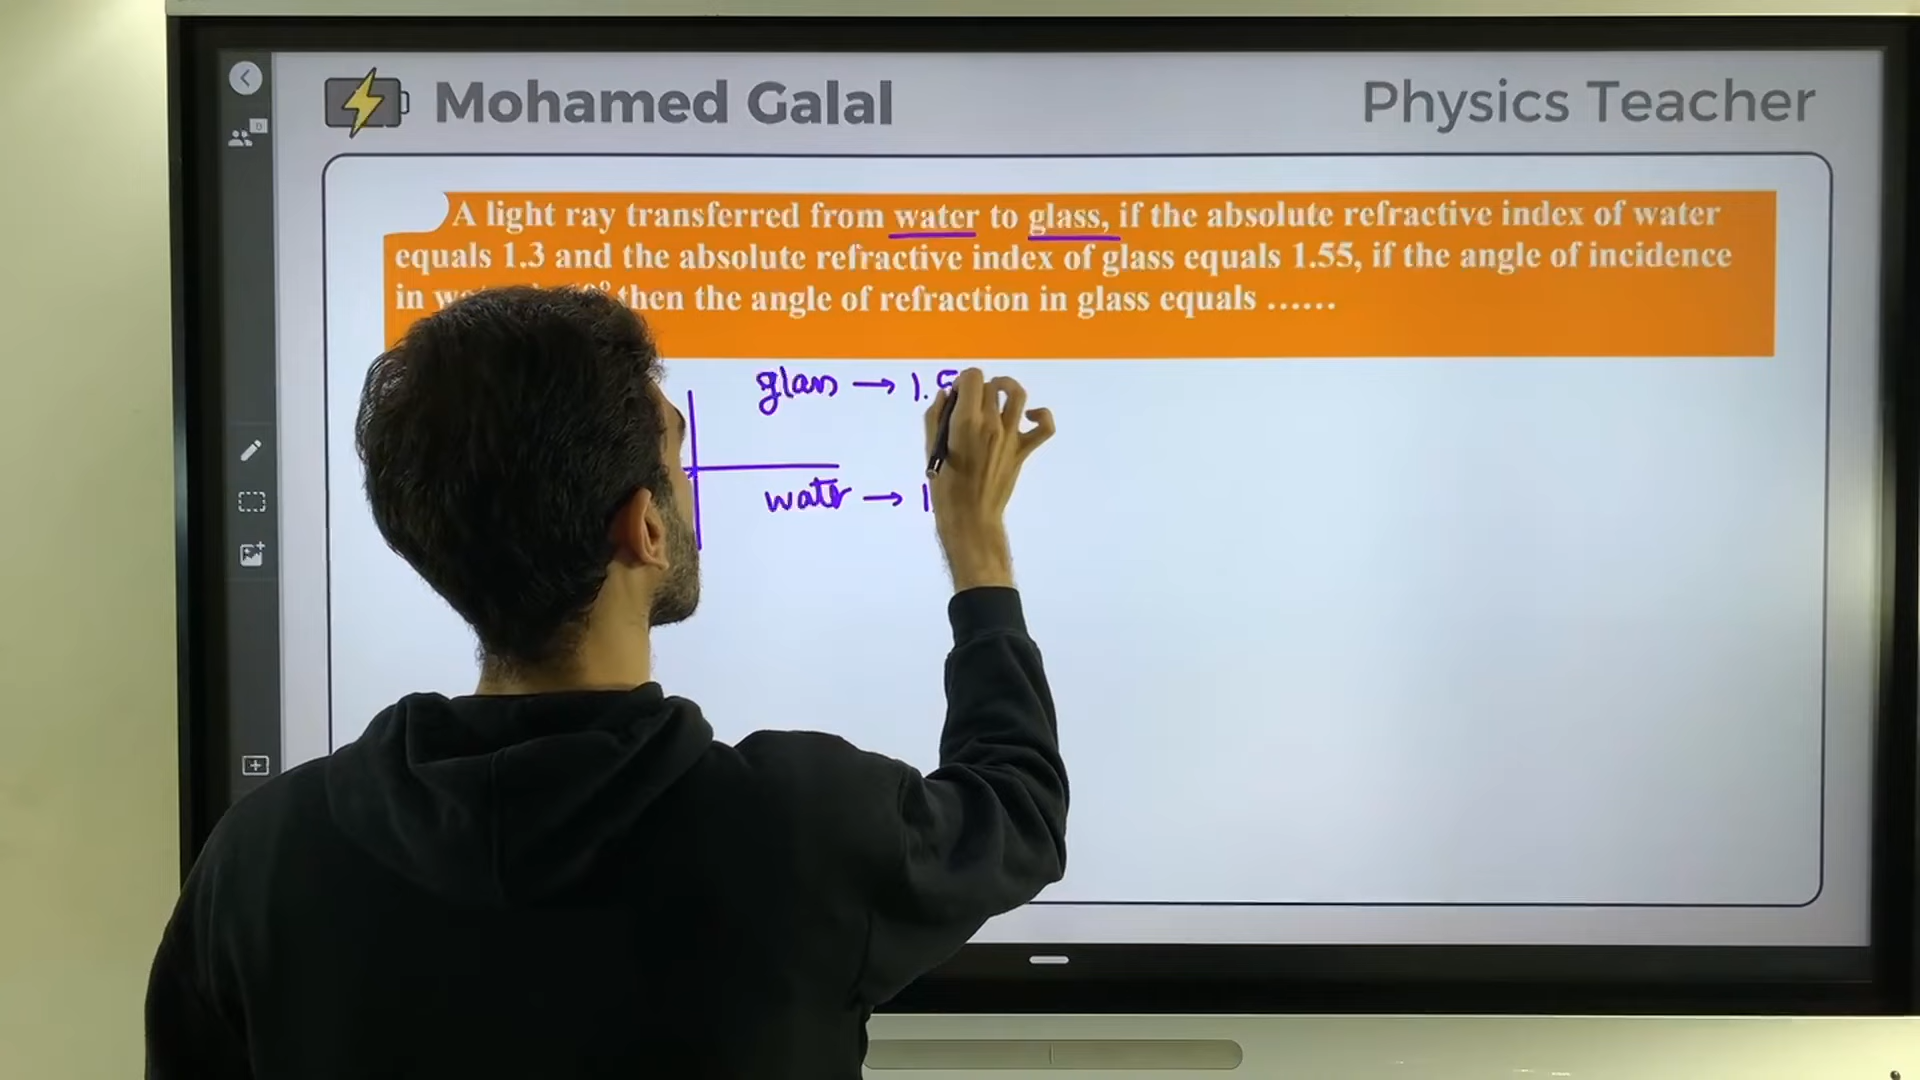 Mohamed Galal
Physics Teacher
A light ray transferred from water to glass, if the absolute refractive index of water
equals 1.3 and the absolute refractive index of glass equals 1.55, if the angle of incidence
in then the angle of refraction in glass equals ......
glass → 1.5
water → 1